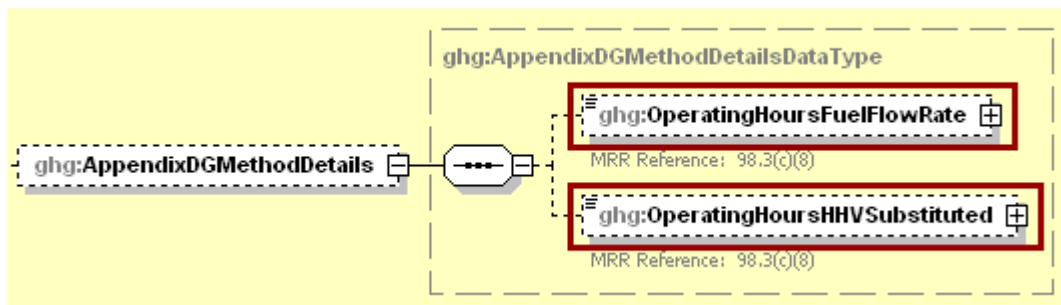 ghg:AppendixDGMethodDetailsDataType
ghg:OperatingHoursFuelFlowRate
MRR Reference: 98.3(c)(8)
ghg:AppendixDGMethodDetails
ghg:OperatingHoursHHVSubstituted
MRR Reference: 98.3(c)(8)